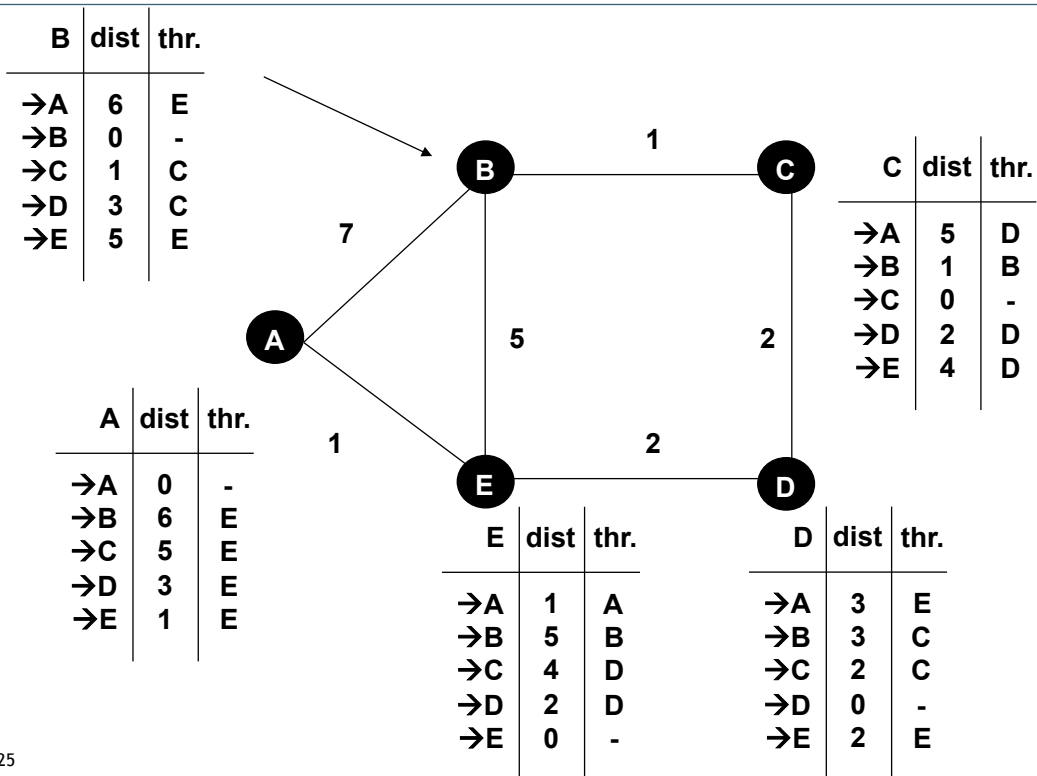 B dist thr.
→A 6 E
→B 0 -
→C 1 C
→D 3 C
→E 5 E
B
1
C
C dist thr.
→A 5 D
→B 1 B
→C 0 -
→D 2 D
→E 4 D
7
A
5
2
A dist thr.
→A 0 -
→B 6 E
→C 5 E
→D 3 E
→E 1 E
1
2
E
D
E dist thr.
→A 1 A
→B 5 B
→C 4 D
→D 2 D
→E 0 -
D dist thr.
→A 3 E
→B 3 C
→C 2 C
→D 0 -
→E 2 E
25